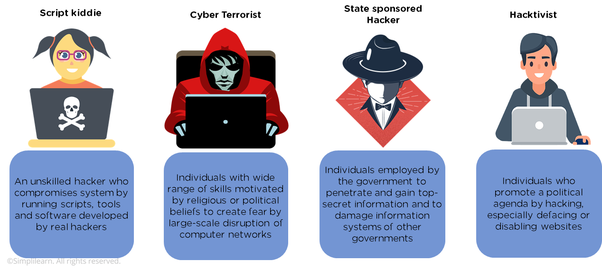 Script kiddie
Cyber Terrorist
State sponsored
Hacker
Hacktivist
An unskilled hacker who
compromises system by
running scripts, tools
and software developed
by real hackers
Individuals with wide
range of skills motivated
by religious or political
beliefs to create fear by
large-scale disruption of
computer networks
Individuals employed by
the government to
penetrate and gain top-
secret information and to
damage information
systems of other
governments
Individuals who
promote a political
agenda by hacking,
especially defacing or
disabling websites
©Simplilearn. All rights reserved.